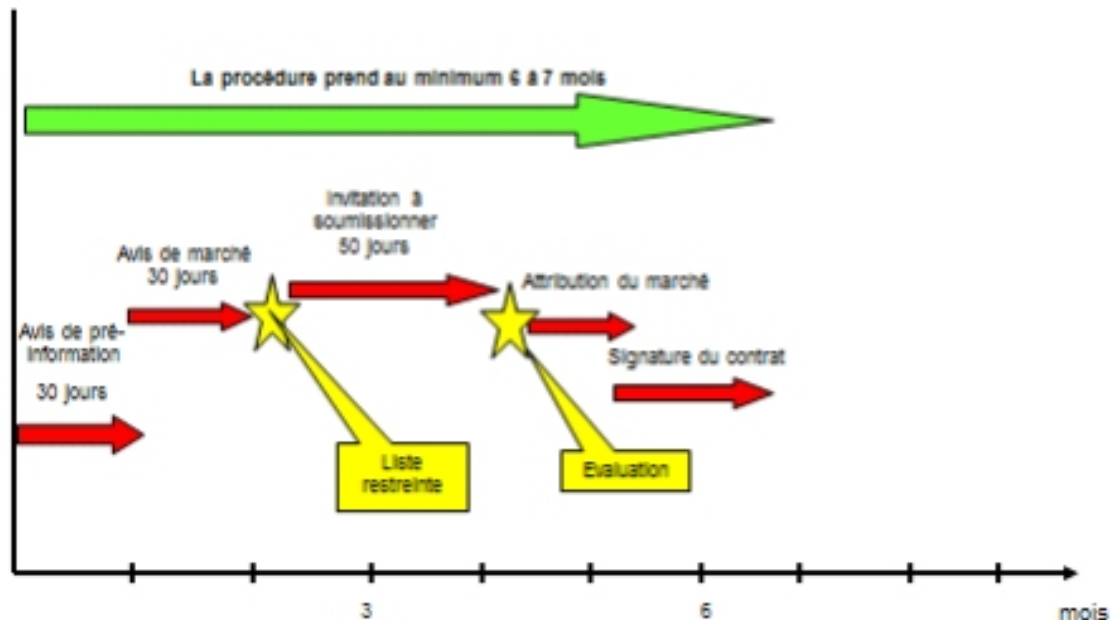 La procédure prend au minimum 6 à 7 mois
Invitation à
soumissionner
50 jours
Avis de marché
30 jours
Attribution du marché
Avis de pré-
information
30 jours
Signature du contrat
Liste
restreinte
Evaluation
3
6
mois